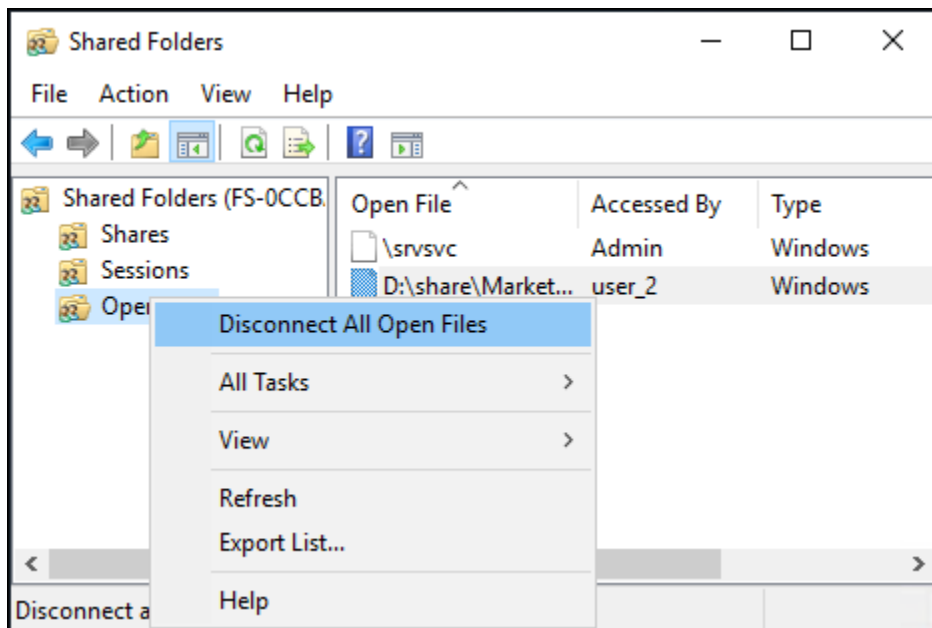 Shared Folders
File Action View Help
Shared Folders (FS-0CCB.
Shares
Sessions
Open
Open File Accessed By Type
\srvsvc Admin Windows
D:\share\Market... user_2 Windows
Disconnect All Open Files
All Tasks
View
Refresh
Export List...
Help
Disconnect a